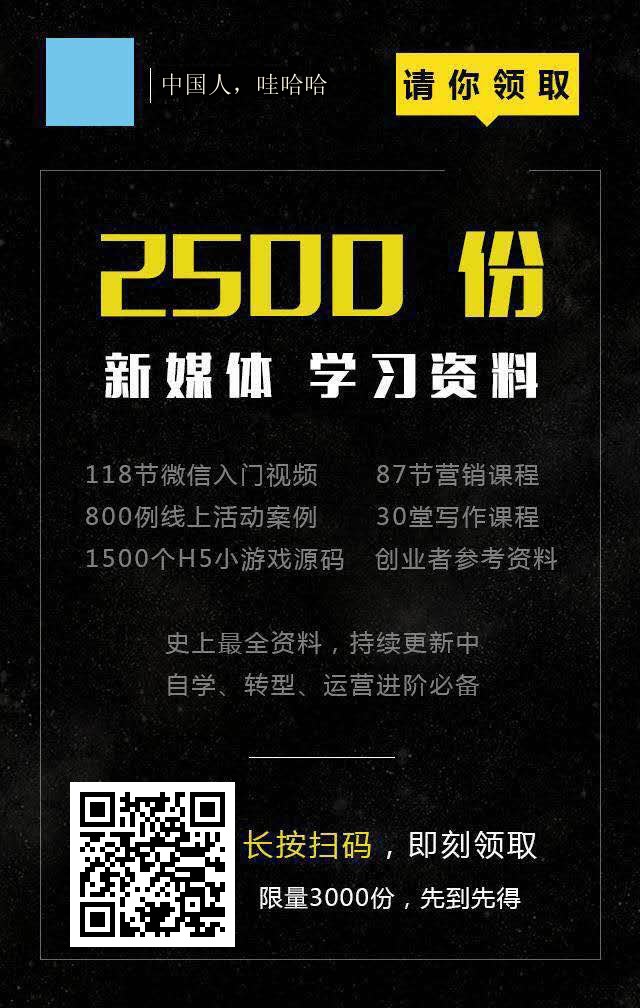 中国人，哇哈哈
请你领取
2500 份
新媒体 学习资料
118节微信入门视频 87节营销课程
800例线上活动案例 30堂写作课程
1500个H5小游戏源码 创业者参考资料
史上最全资料，持续更新中
自学、转型、运营进阶必备
长按扫码，即刻领取
限量3000份，先到先得